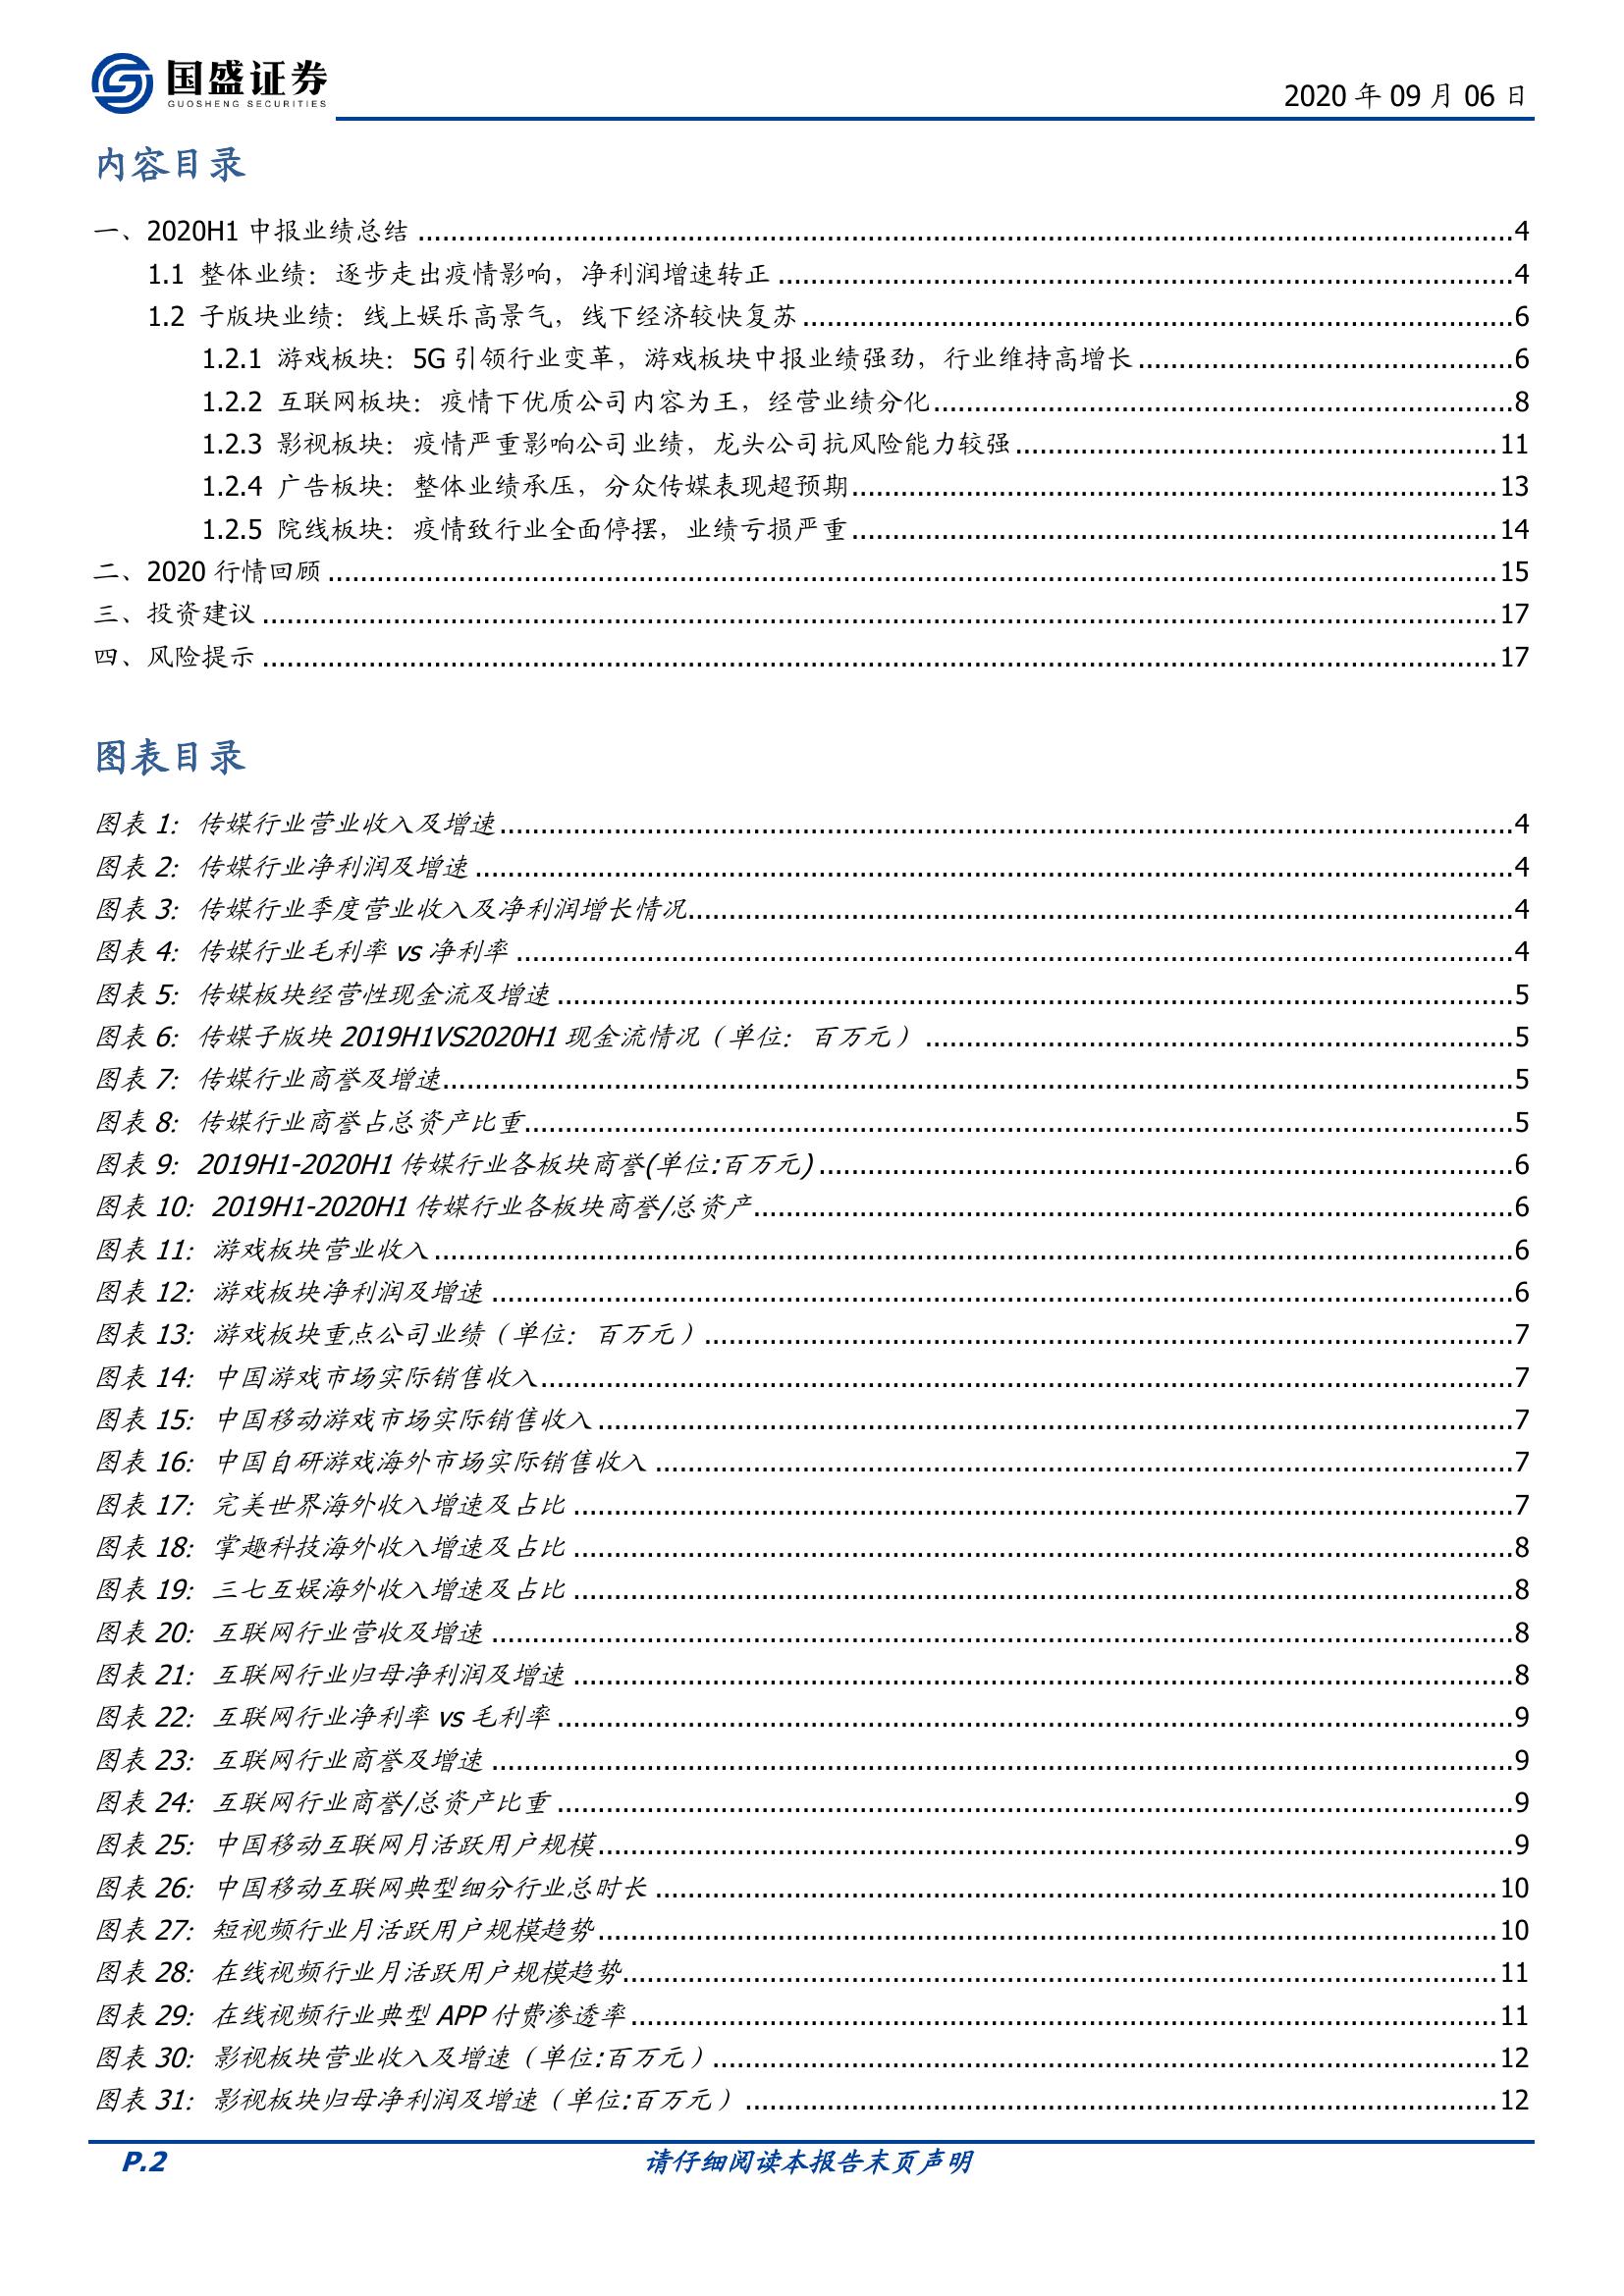 国盛证券
GUOSHENG SECURITIES
2020 年 09 月 06 日
内容目录
一、2020H1 中报业绩总结 4
1.1 整体业绩：逐步走出疫情影响，净利润增速转正 4
1.2 子版块业绩：线上娱乐高景气，线下经济较快复苏 6
1.2.1 游戏板块：5G 引领行业变革，游戏板块中报业绩强劲，行业维持高增长 6
1.2.2 互联网板块：疫情下优质公司内容为王，经营业绩分化 8
1.2.3 影视板块：疫情严重影响公司业绩，龙头公司抗风险能力较强 11
1.2.4 广告板块：整体业绩承压，分众传媒表现超预期 13
1.2.5 院线板块：疫情致行业全面停摆，业绩亏损严重 14
二、2020 行情回顾 15
三、投资建议 17
四、风险提示 17
图表目录
图表 1：传媒行业营业收入及增速 4
图表 2：传媒行业净利润及增速 4
图表 3：传媒行业季度营业收入及净利润增长情况 4
图表 4：传媒行业毛利率 vs 净利率 4
图表 5：传媒板块经营性现金流及增速 5
图表 6：传媒子版块 2019H1VS2020H1 现金流情况（单位：百万元） 5
图表 7：传媒行业商誉及增速 5
图表 8：传媒行业商誉占总资产比重 5
图表 9：2019H1-2020H1 传媒行业各板块商誉(单位:百万元) 6
图表 10：2019H1-2020H1 传媒行业各板块商誉/总资产 6
图表 11：游戏板块营业收入 6
图表 12：游戏板块净利润及增速 6
图表 13：游戏板块重点公司业绩（单位：百万元） 7
图表 14：中国游戏市场实际销售收入 7
图表 15：中国移动游戏市场实际销售收入 7
图表 16：中国自研游戏海外市场实际销售收入 7
图表 17：完美世界海外收入增速及占比 7
图表 18：掌趣科技海外收入增速及占比 8
图表 19：三七互娱海外收入增速及占比 8
图表 20：互联网行业营收及增速 8
图表 21：互联网行业归母净利润及增速 8
图表 22：互联网行业净利率 vs 毛利率 9
图表 23：互联网行业商誉及增速 9
图表 24：互联网行业商誉/总资产比重 9
图表 25：中国移动互联网月活跃用户规模 9
图表 26：中国移动互联网典型细分行业总时长 10
图表 27：短视频行业月活跃用户规模趋势 10
图表 28：在线视频行业月活跃用户规模趋势 11
图表 29：在线视频行业典型 APP 付费渗透率 11
图表 30：影视板块营业收入及增速（单位:百万元） 12
图表 31：影视板块归母净利润及增速（单位:百万元） 12
P.2 请仔细阅读本报告末页声明